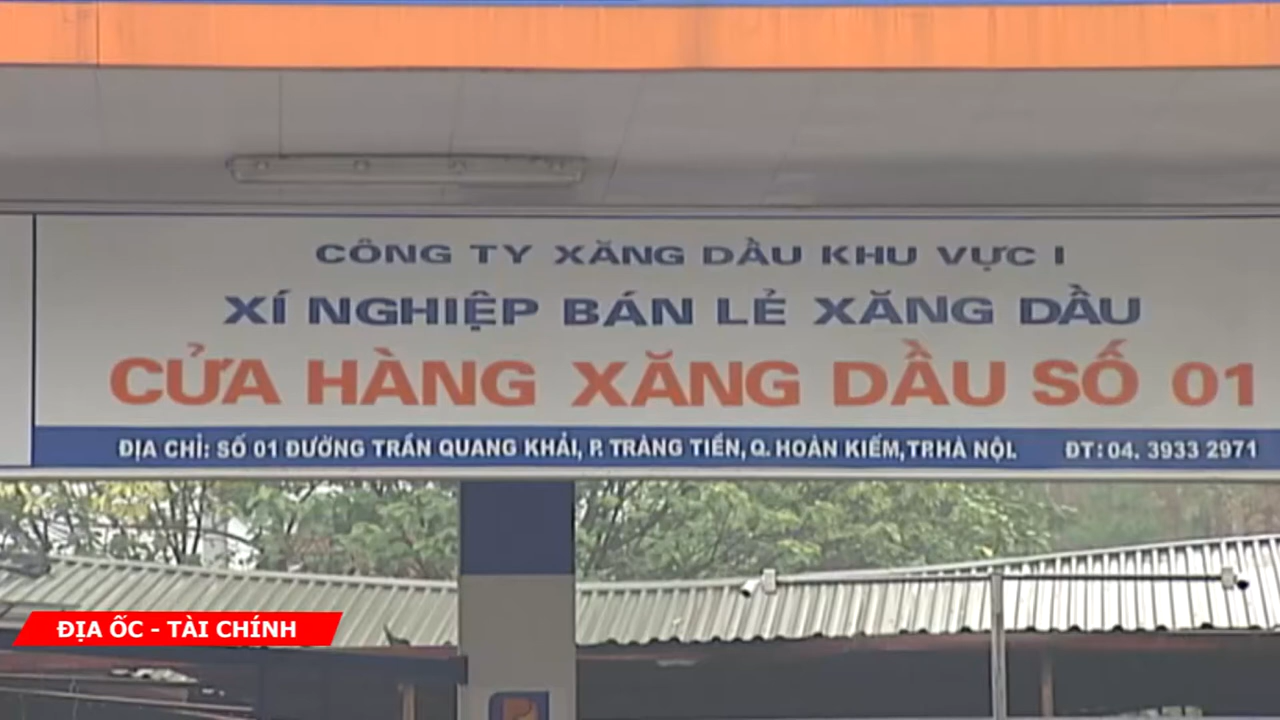 CÔNG TY XĂNG DẦU KHU VỰC I
XÍ NGHIỆP BÁN LẺ XĂNG DẦU
CỬA HÀNG XĂNG DẦU SỐ 01
ĐỊA CHỈ: SỐ 01 ĐƯỜNG TRẦN QUANG KHẢI, P. TRÀNG TIỀN, Q. HOÀN KIẾM, TP.HÀ NỘI. ĐT: 04. 3933 2971
ĐỊA ỐC - TÀI CHÍNH